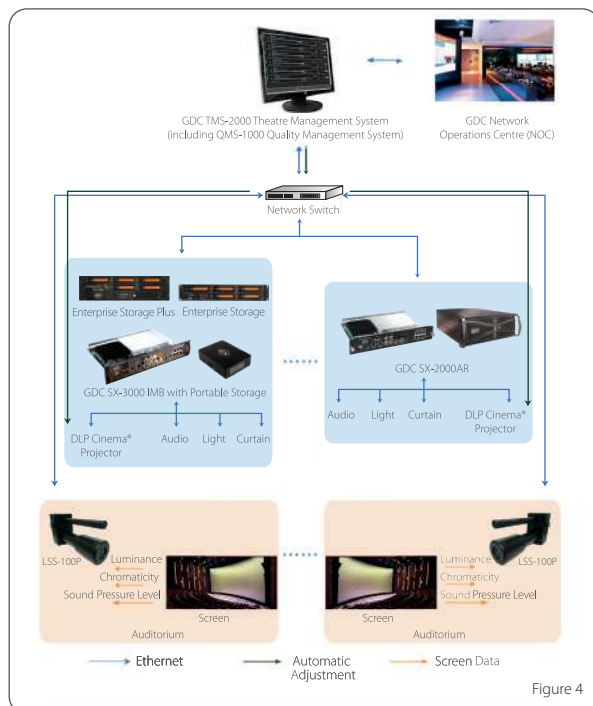 GDC TMS-2000 Theatre Management System
(including QMS-1000 Quality Management System)
GDC Network
Operations Centre (NOC)
Network Switch
Enterprise Storage Plus
Enterprise Storage
GDC SX-3000 IMB with Portable Storage
DLP Cinema®
Projector
Audio
Light
Curtain
GDC SX-2000AR
Audio
Light
Curtain
DLP Cinema®
Projector
LSS-100P
Luminance
Chromaticity
Sound Pressure Level
Screen
Auditorium
Luminance
Chromaticity
Sound Pressure Level
LSS-100P
Screen
Auditorium
Ethernet
Automatic
Adjustment
Screen Data
Figure 4